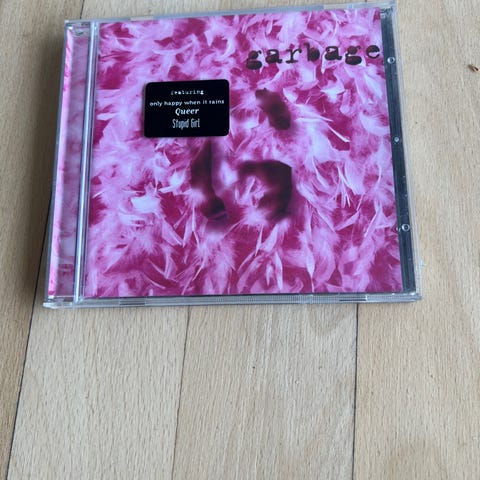 garbage
featuring
only happy when it rains
Queer
Stupid Girl